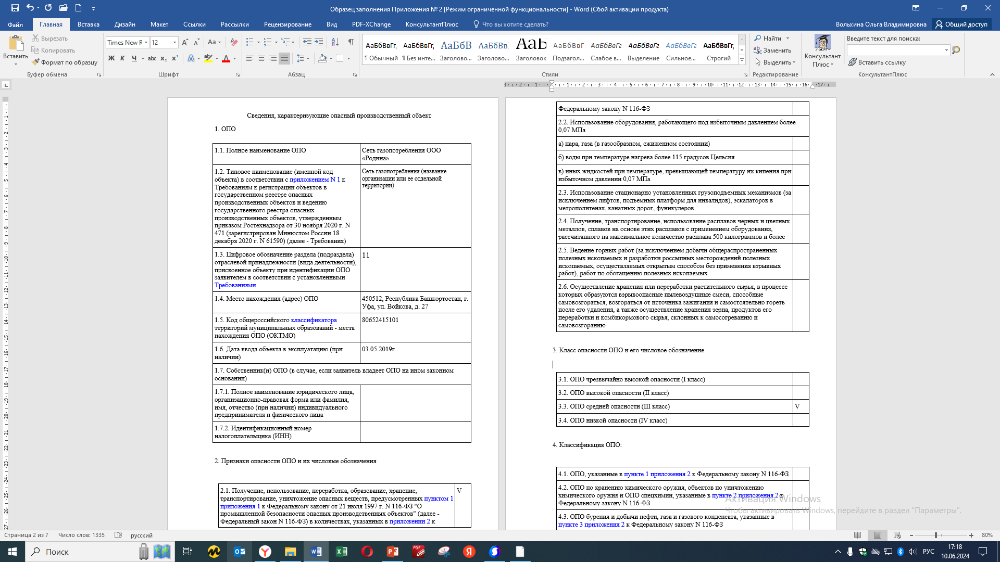 Образец заполнения Приложения № 2 [Режим ограниченной функциональности] - Word (Сбой активации продукта)
Файл
Главная
Вставка
Дизайн
Макет
Ссылки
Рассылки
Рецензирование
Вид
PDF-XChange
КонсультантПлюс
Что вы хотите сделать?
Вольхина Ольга Владимировна
Общий доступ
Вставить
Вырезать
Копировать
Формат по образцу
Буфер обмена
Times New R
12
Шрифт
Абзац
АаБбВвГг,
АаБбВвГг,
АаБбВ
АаБбВв
АаБ
АаБбВвГ
АаБбВвГг
АаБбВвГг
АаБбВвГг
АаБбВвГг,
¶ Обычный
¶ Без инте...
Заголово...
Заголово...
Заголовок
Подзагол...
Слабое в...
Выделение
Сильное...
Строгий
Стили
Найти
Заменить
Выделить
Редактирование
Консультант
Плюс
Введите текст для поиска:
Вставить ссылку
КонсультантПлюс
Сведения, характеризующие опасный производственный объект
1. ОПО
1.1. Полное наименование ОПО
Сеть газопотребления ООО
«Родина»
1.2. Типовое наименование (именной код
объекта) в соответствии с приложением N 1 к
Требованиям к регистрации объектов в
государственном реестре опасных
производственных объектов и ведению
государственного реестра опасных
производственных объектов, утвержденным
приказом Ростехнадзора от 30 ноября 2020 г. N
471 (зарегистрирован Минюстом России 18
декабря 2020 г. N 61590) (далее - Требования)
Сеть газопотребления (название
организации или ее отдельной
территории)
1.3. Цифровое обозначение раздела (подраздела)
отраслевой принадлежности (вида деятельности),
присвоенное объекту при идентификации ОПО
заявителем в соответствии с установленными
Требованиями
11
1.4. Место нахождения (адрес) ОПО
450512, Республика Башкортостан, г.
Уфа, ул. Войкова, д. 27
1.5. Код общероссийского классификатора
территорий муниципальных образований - места
нахождения ОПО (ОКТМО)
80652415101
1.6. Дата ввода объекта в эксплуатацию (при
наличии)
03.05.2019г.
1.7. Собственник(и) ОПО (в случае, если заявитель владеет ОПО на ином законном
основании)
1.7.1. Полное наименование юридического лица,
организационно-правовая форма или фамилия,
имя, отчество (при наличии) индивидуального
предпринимателя и физического лица
1.7.2. Идентификационный номер
налогоплательщика (ИНН)
2. Признаки опасности ОПО и их числовые обозначения
2.1. Получение, использование, переработка, образование, хранение,
транспортирование, уничтожение опасных веществ, предусмотренных пунктом 1
приложения 1 к Федеральному закону от 21 июля 1997 г. N 116-ФЗ "О
промышленной безопасности опасных производственных объектов" (далее -
Федеральный закон N 116-ФЗ) в количествах, указанных в приложении 2 к
V
Федеральному закону N 116-ФЗ
2.2. Использование оборудования, работающего под избыточным давлением более
0,07 МПа
а) пара, газа (в газообразном, сжиженном состоянии)
б) воды при температуре нагрева более 115 градусов Цельсия
в) иных жидкостей при температуре, превышающей температуру их кипения при
избыточном давлении 0,07 МПа
2.3. Использование стационарно установленных грузоподъемных механизмов (за
исключением лифтов, подъемных платформ для инвалидов), эскалаторов в
метрополитенах, канатных дорог, фуникулеров
2.4. Получение, транспортирование, использование расплавов черных и цветных
металлов, сплавов на основе этих расплавов с применением оборудования,
рассчитанного на максимальное количество расплава 500 килограммов и более
2.5. Ведение горных работ (за исключением добычи общераспространенных
полезных ископаемых и разработки россыпных месторождений полезных
ископаемых, осуществляемых открытым способом без применения взрывных
работ), работ по обогащению полезных ископаемых
2.6. Осуществление хранения или переработки растительного сырья, в процессе
которых образуются взрывоопасные пылевоздушные смеси, способные
самовозгораться, возгораться от источника зажигания и самостоятельно гореть
после его удаления, а также осуществление хранения зерна, продуктов его
переработки и комбикормового сырья, склонных к самосогреванию и
самовозгоранию
3. Класс опасности ОПО и его числовое обозначение
3.1. ОПО чрезвычайно высокой опасности (I класс)
3.2. ОПО высокой опасности (II класс)
3.3. ОПО средней опасности (III класс)
V
3.4. ОПО низкой опасности (IV класс)
4. Классификация ОПО:
4.1. ОПО, указанные в пункте 1 приложения 2 к Федеральному закону N 116-ФЗ
4.2. ОПО по хранению химического оружия, объектов по уничтожению
химического оружия и ОПО спецхимии, указанные в пункте 2 приложения 2 к
Федеральному закону N 116-ФЗ
4.3. ОПО бурения и добычи нефти, газа и газового конденсата, указанные в
пункте 3 приложения 2 к Федеральному закону N 116-ФЗ
Активация Windows
Чтобы активировать Windows, перейдите в раздел "Параметры".
Страница 2 из 7
Число слов: 1335
русский
80%
Поиск
РУС
17:18
10.06.2024